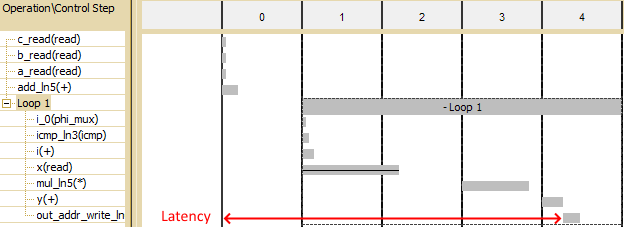 Operation\Control Step
0 1 2 3 4
c_read(read)
b_read(read)
a_read(read)
add_ln5(+)
Loop 1
- Loop 1
i_0(phi_mux)
icmp_ln3(icmp)
i(+)
x(read)
mul_ln5(*)
y(+)
out_addr_write_ln
Latency